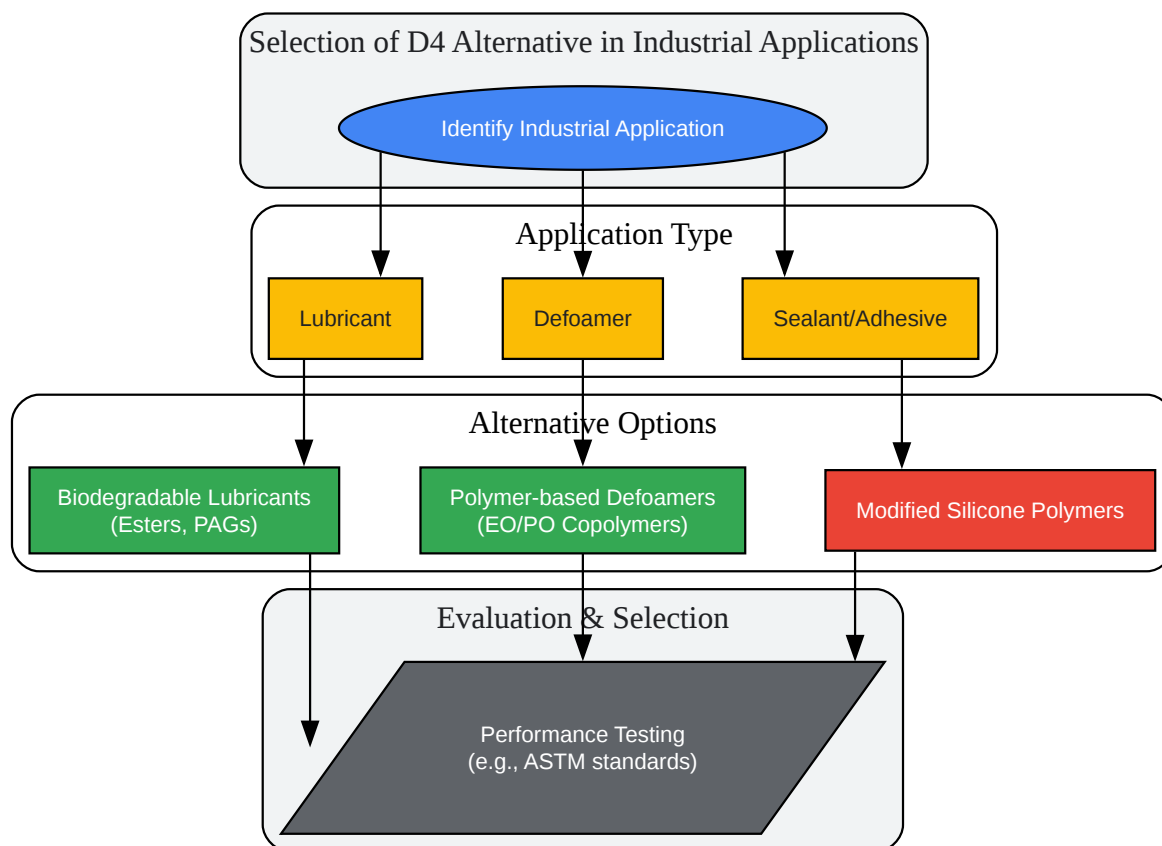 Selection of D4 Alternative in Industrial Applications
Identify Industrial Application
Application Type
Lubricant
Defoamer
Sealant/Adhesive
Alternative Options
Biodegradable Lubricants
(Esters, PAGs)
Polymer-based Defoamers
(EO/PO Copolymers)
Modified Silicone Polymers
Evaluation & Selection
Performance Testing
(e.g., ASTM standards)